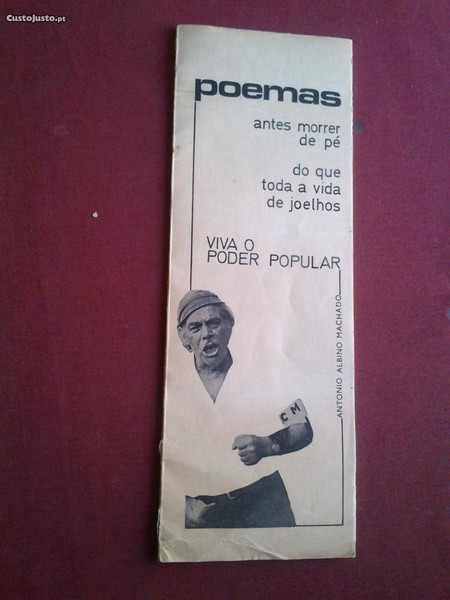 CustoJusto.pt
poemas
antes morrer
de pé
do que
toda a vida
de joelhos
VIVA O
PODER POPULAR
ANTONIO ALBINO MACHADO
C M